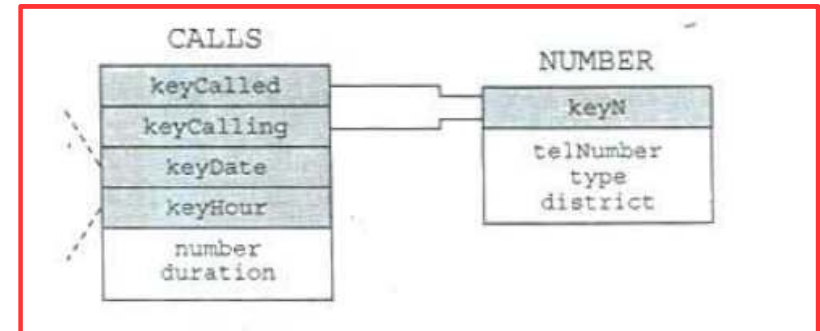 CALLS
keyCalled
keyCalling
keyDate
keyHour
number
duration
NUMBER
keyN
telNumber
type
district